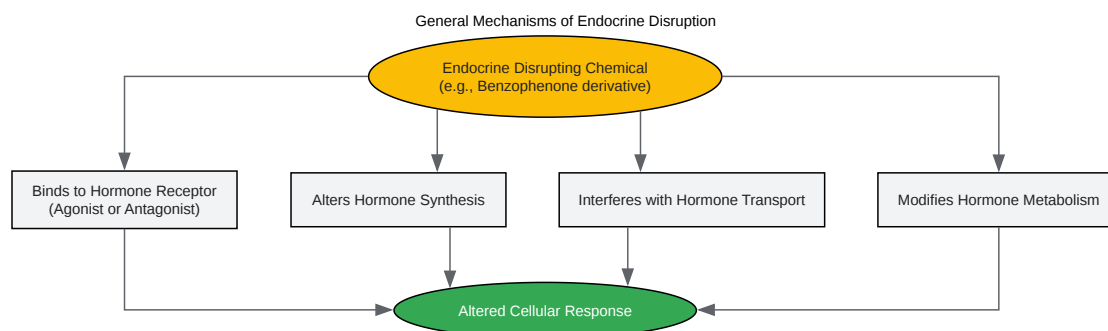 General Mechanisms of Endocrine Disruption
Endocrine Disrupting Chemical
(e.g., Benzophenone derivative)
Binds to Hormone Receptor
(Agonist or Antagonist)
Alters Hormone Synthesis
Interferes with Hormone Transport
Modifies Hormone Metabolism
Altered Cellular Response